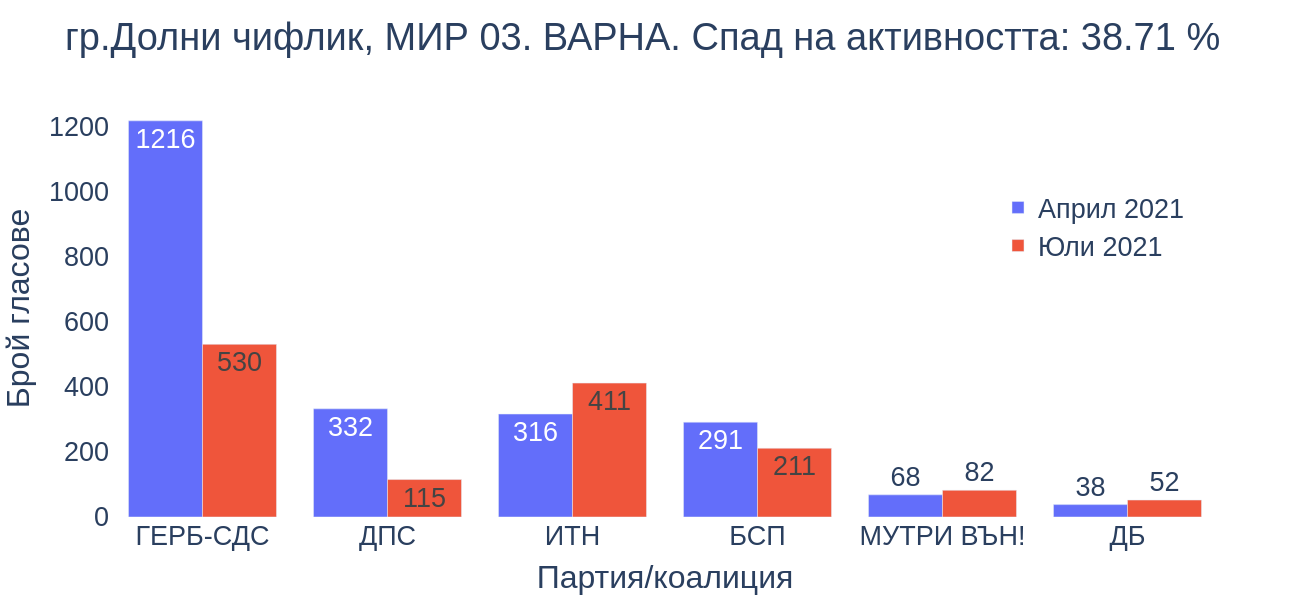 гр.Долни чифлик, МИР 03. ВАРНА. Спад на активността: 38.71 %
Брой гласове
1200
1000
800
600
400
200
0
1216
530
332
115
316
411
291
211
68
82
38
52
Април 2021
Юли 2021
ГЕРБ-СДС
ДПС
ИТН
БСП
МУТРИ ВЪН!
ДБ
Партия/коалиция